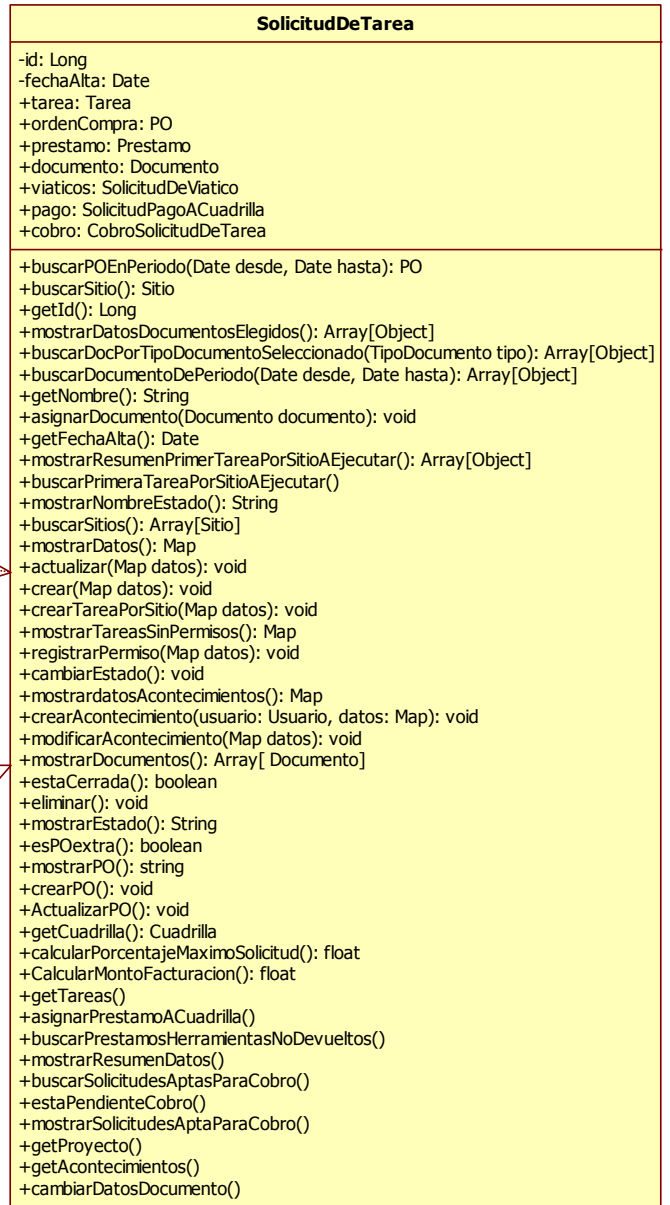 SolicitudDeTarea
-id: Long
-fechaAlta: Date
+tarea: Tarea
+ordenCompra: PO
+prestamo: Prestamo
+documento: Documento
+viaticos: SolicitudDeViatico
+pago: SolicitudPagoACuadrilla
+cobro: CobroSolicitudDeTarea
+buscarPOEnPeriodo(Date desde, Date hasta): PO
+buscarSitio(): Sitio
+getId(): Long
+mostrarDatosDocumentosElegidos(): Array[Object]
+buscarDocPorTipoDocumentoSeleccionado(TipoDocumento tipo): Array[Object]
+buscarDocumentoDePeriodo(Date desde, Date hasta): Array[Object]
+getNombre(): String
+asignarDocumento(Documento documento): void
+getFechaAlta(): Date
+mostrarResumenPrimerTareaPorSitioAEjecutar(): Array[Object]
+buscarPrimeraTareaPorSitioAEjecutar()
+mostrarNombreEstado(): String
+buscarSitios(): Array[Sitio]
+mostrarDatos(): Map
+actualizar(Map datos): void
+crear(Map datos): void
+crearTareaPorSitio(Map datos): void
+mostrarTareasSinPermisos(): Map
+registrarPermiso(Map datos): void
+cambiarEstado(): void
+mostrardatosAcontecimientos(): Map
+crearAcontecimiento(usuario: Usuario, datos: Map): void
+modificarAcontecimiento(Map datos): void
+mostrarDocumentos(): Array[ Documento]
+estaCerrada(): boolean
+eliminar(): void
+mostrarEstado(): String
+esPOextra(): boolean
+mostrarPO(): string
+crearPO(): void
+ActualizarPO(): void
+getCuadrilla(): Cuadrilla
+calcularPorcentajeMaximoSolicitud(): float
+CalcularMontoFacturacion(): float
+getTareas()
+asignarPrestamoACuadrilla()
+buscarPrestamosHerramientasNoDevueltos()
+mostrarResumenDatos()
+buscarSolicitudesAptasParaCobro()
+estaPendienteCobro()
+mostrarSolicitudesAptaParaCobro()
+getProyecto()
+getAcontecimientos()
+cambiarDatosDocumento()